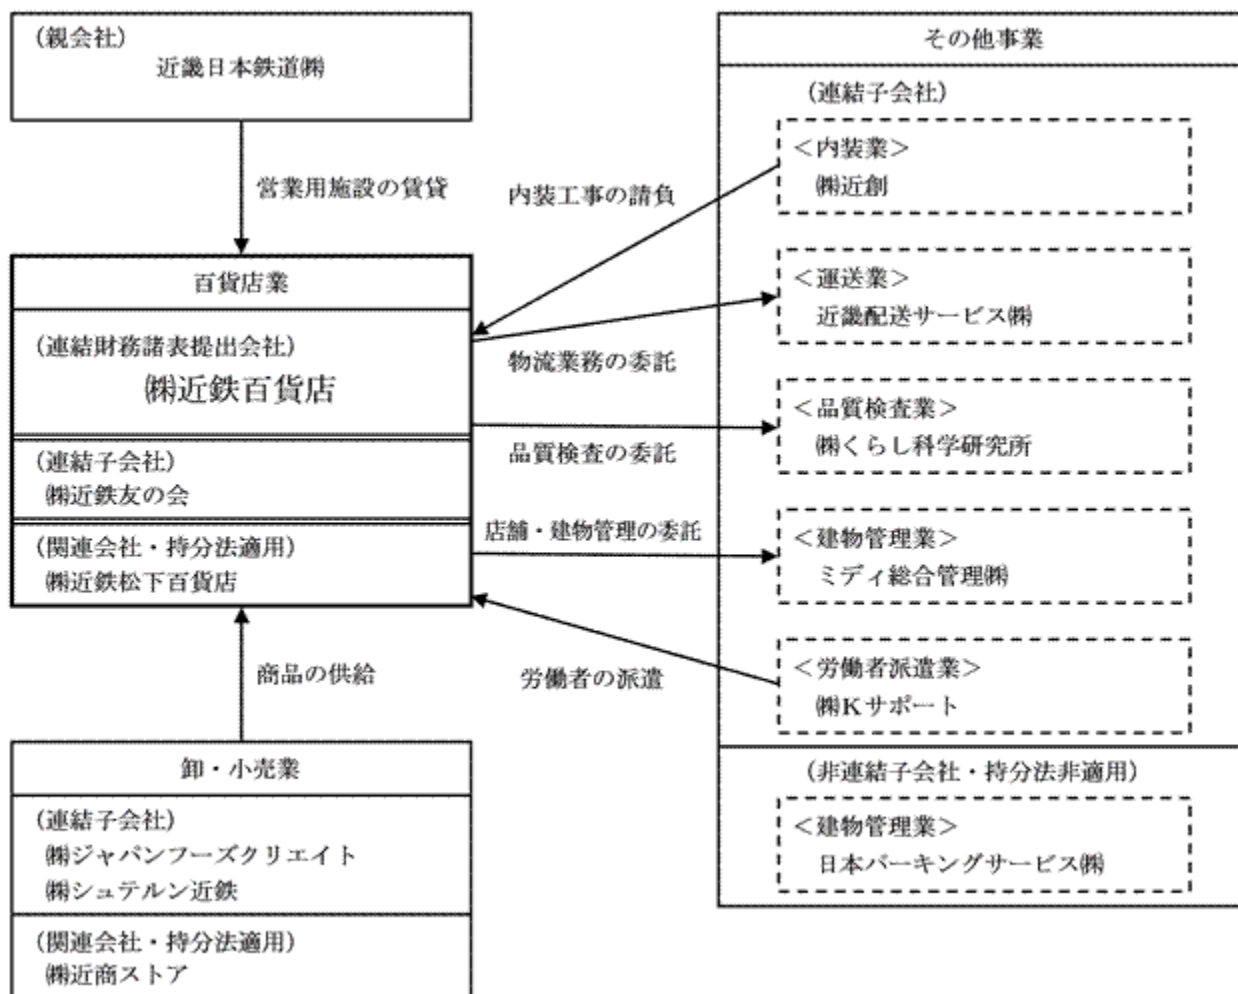 (親会社)
近畿日本鉄道㈱
営業用施設の賃貸
百貨店業
(連結財務諸表提出会社)
㈱近鉄百貨店
(連結子会社)
㈱近鉄友の会
(関連会社・持分法適用)
㈱近鉄松下百貨店
商品の供給
卸・小売業
(連結子会社)
㈱ジャパンフーズクリエイト
㈱シュテルン近鉄
(関連会社・持分法適用)
㈱近商ストア
内装工事の請負
物流業務の委託
品質検査の委託
店舗・建物管理の委託
労働者の派遣
その他事業
(連結子会社)
<内装業>
㈱近創
<運送業>
近畿配送サービス㈱
<品質検査業>
㈱くらし科学研究所
<建物管理業>
ミディ総合管理㈱
<労働者派遣業>
㈱Kサポート
(非連結子会社・持分法非適用)
<建物管理業>
日本パーキングサービス㈱